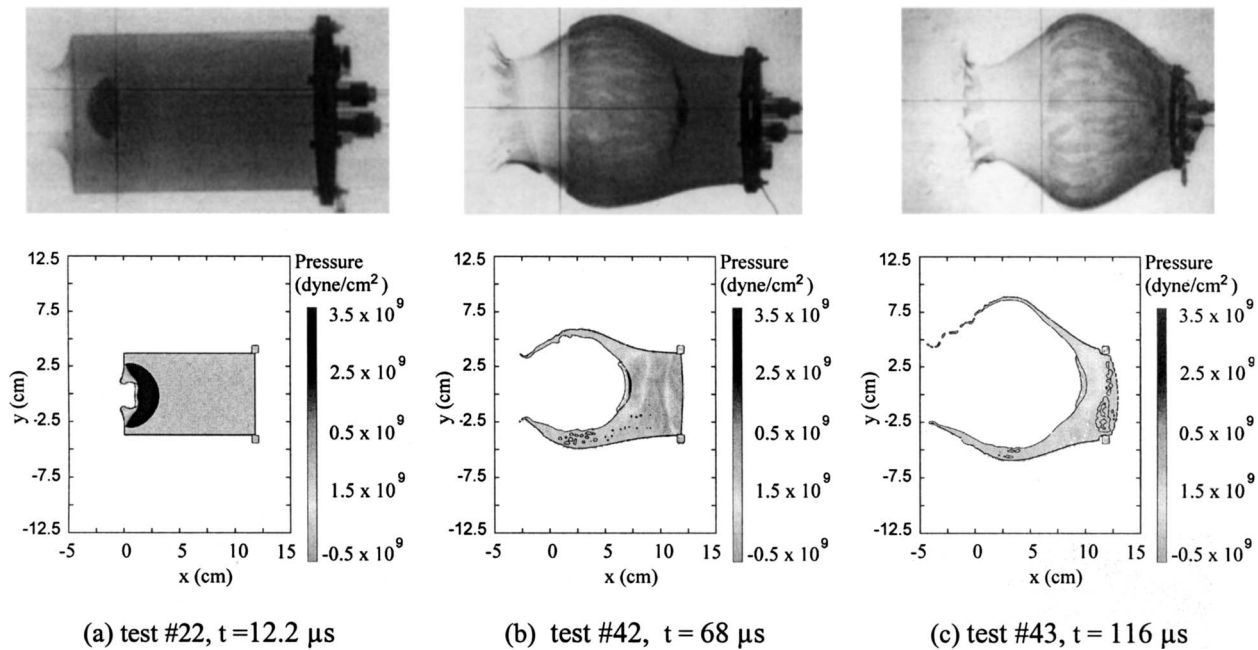 12.5
7.5
2.5
-2.5
-7.5
-12.5
y (cm)
-5 0 5 10 15
x (cm)
Pressure
(dyne/cm²)
3.5 x 10⁹
2.5 x 10⁹
0.5 x 10⁹
1.5 x 10⁹
-0.5 x 10⁹
12.5
7.5
2.5
-2.5
-7.5
-12.5
y (cm)
-5 0 5 10 15
x (cm)
Pressure
(dyne/cm²)
3.5 x 10⁹
2.5 x 10⁹
0.5 x 10⁹
1.5 x 10⁹
-0.5 x 10⁹
12.5
7.5
2.5
-2.5
-7.5
-12.5
y (cm)
-5 0 5 10 15
x (cm)
Pressure
(dyne/cm²)
3.5 x 10⁹
2.5 x 10⁹
0.5 x 10⁹
1.5 x 10⁹
-0.5 x 10⁹
(a) test #22, t =12.2 μs
(b) test #42, t = 68 μs
(c) test #43, t = 116 μs